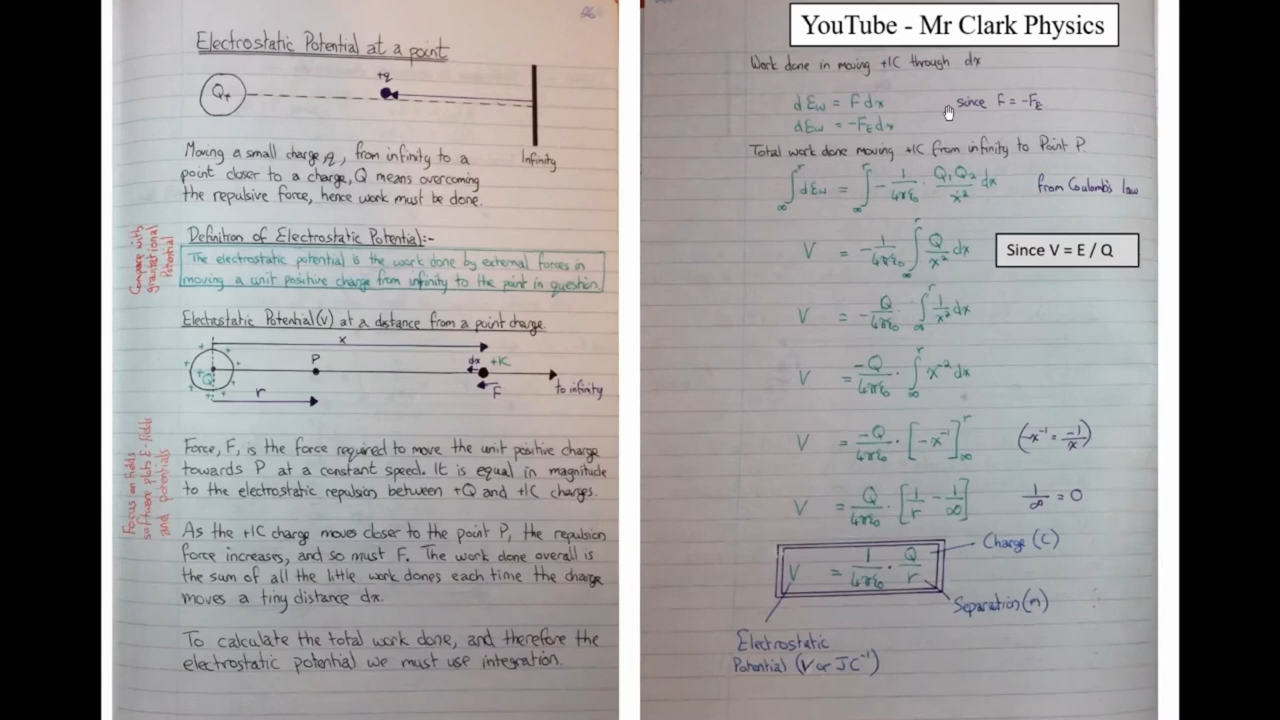 26
Electrostatic Potential at a point
Q+
+q
Infinity
Moving a small charge, q, from infinity to a
point closer to a charge, Q means overcoming
the repulsive force, hence work must be done.
Compare with
gravitational
Potential
Definition of Electrostatic Potential:-
The electrostatic potential is the work done by external forces in
moving a unit positive charge from infinity to the point in question.
Electrostatic Potential (V) at a distance from a point charge.
x
+Q
P
dx +1C
F
to infinity
r
Focus on fields
software plots E-fields
and potentials
Force, F, is the force required to move the unit positive charge
towards P at a constant speed. It is equal in magnitude
to the electrostatic repulsion between +Q and +1C charges.
As the +1C charge moves closer to the point P, the repulsion
force increases, and so must F. The work done overall is
the sum of all the little work dones each time the charge
moves a tiny distance dx.
To calculate the total work done, and therefore the
electrostatic potential we must use integration.
YouTube - Mr Clark Physics
Work done in moving +1C through dx
dEw = Fdx since F = -FE
dEw = -FEdx
Total work done moving +1C from infinity to Point P.
∫∞^r dEw = ∫∞^r - 1/4πε0 . Q1Q2/x² dx from Coulomb's law
V = -1/4πε0 ∫∞^r Q/x² dx Since V = E / Q
V = -Q/4πε0 ∫∞^r 1/x² dx
V = -Q/4πε0 . ∫∞^r x^-2 dx
V = -Q/4πε0 . [-x^-1]∞^r (-x^-1 = -1/x)
V = Q/4πε0 . [1/r - 1/∞] 1/∞ = 0
V = 1/4πε0 . Q/r
Charge (C)
Separation (m)
Electrostatic
Potential (V or JC^-1)